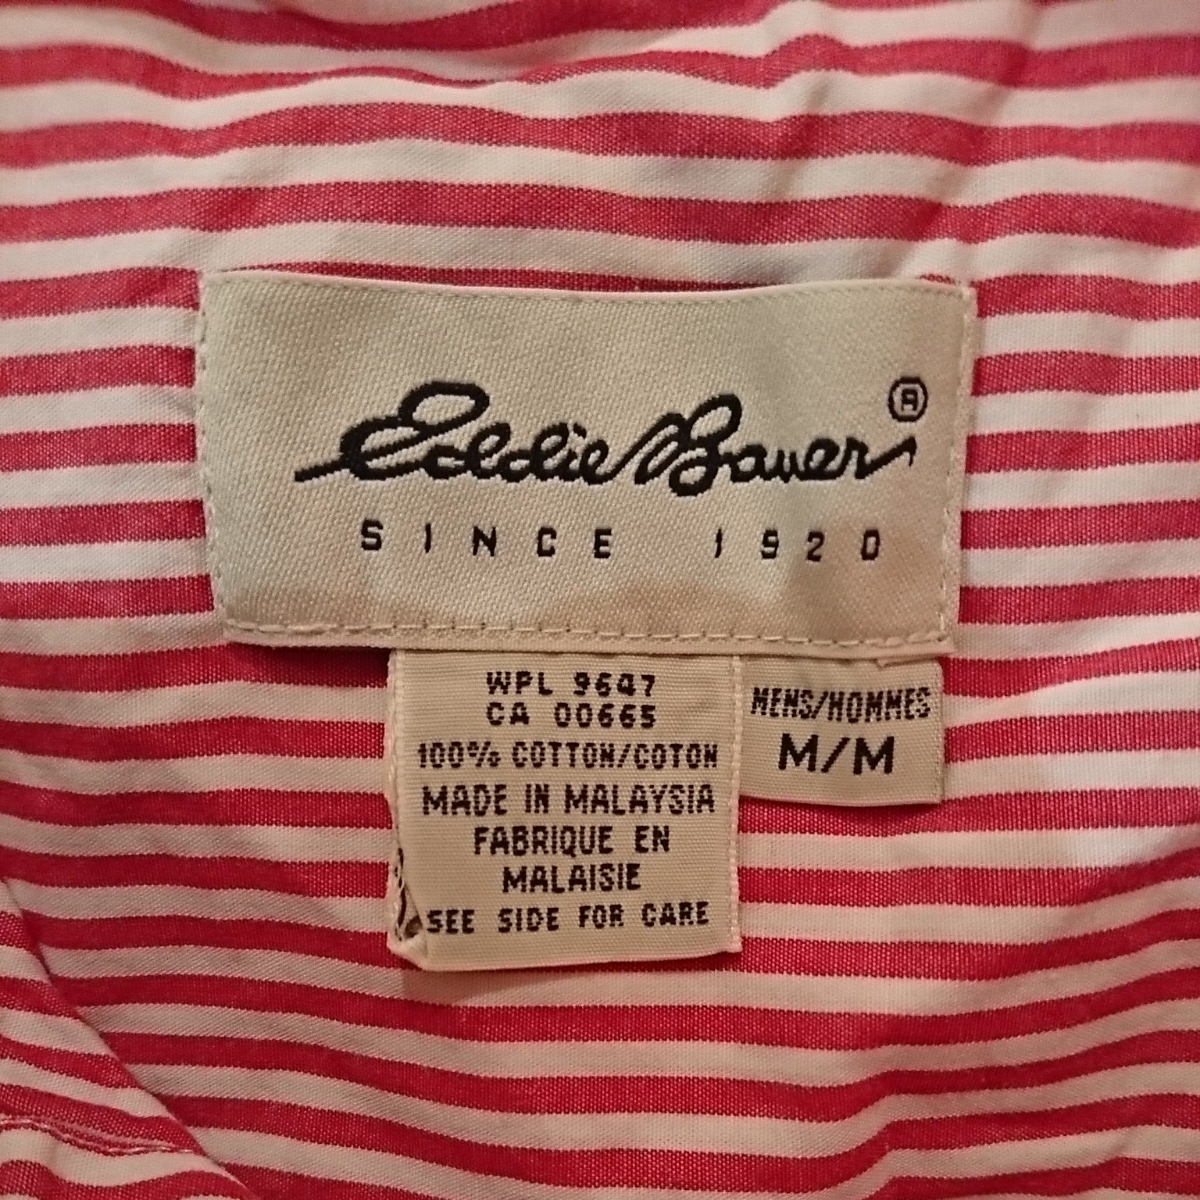 Eddie Bauer ®
SINCE 1920
WPL 9647
CA 00665
100% COTTON/COTON
MADE IN MALAYSIA
FABRIQUE EN
MALAISIE
SEE SIDE FOR CARE
MENS/HOMMES
M/M